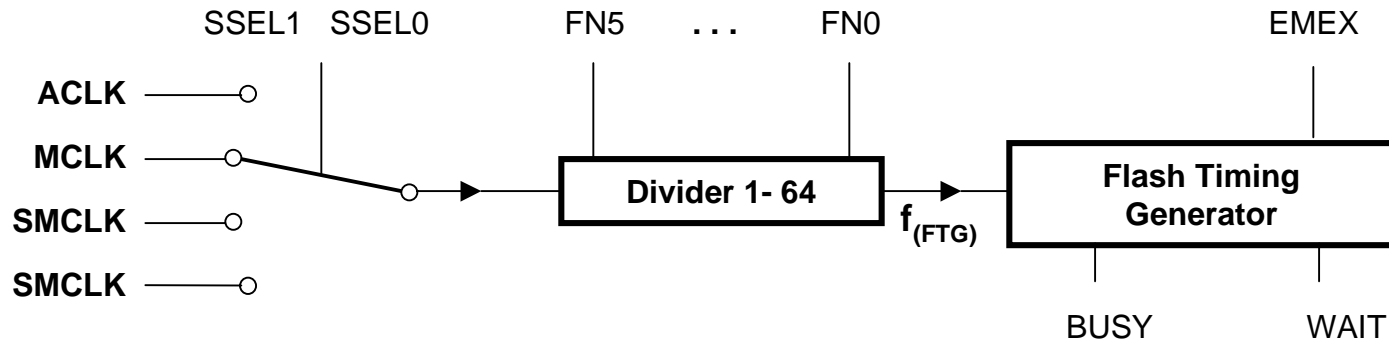 SSEL1 SSEL0 FN5 ... FN0 EMEX
ACLK
MCLK
SMCLK
SMCLK
Divider 1- 64
f(FTG)
Flash Timing
Generator
BUSY WAIT